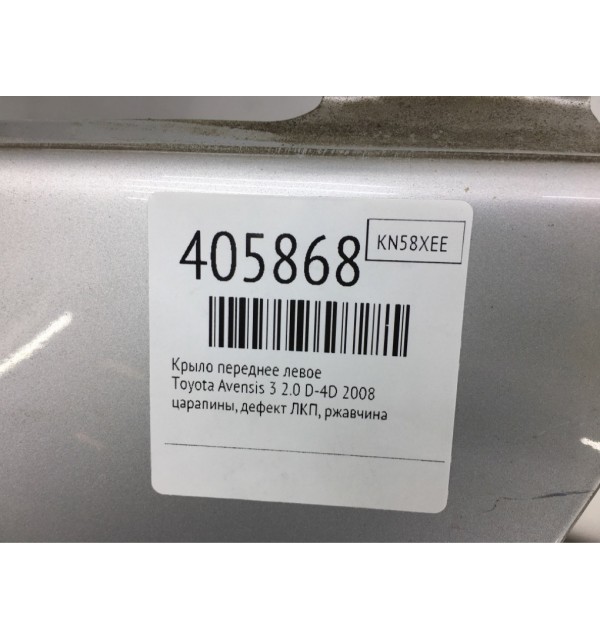 405868
KN58XEE
Крыло переднее левое
Toyota Avensis 3 2.0 D-4D 2008
царапины, дефект ЛКП, ржавчина